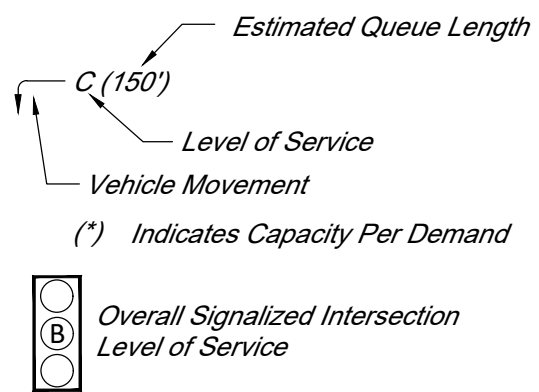 Estimated Queue Length
C (150')
Level of Service
Vehicle Movement
(*) Indicates Capacity Per Demand
B
Overall Signalized Intersection
Level of Service